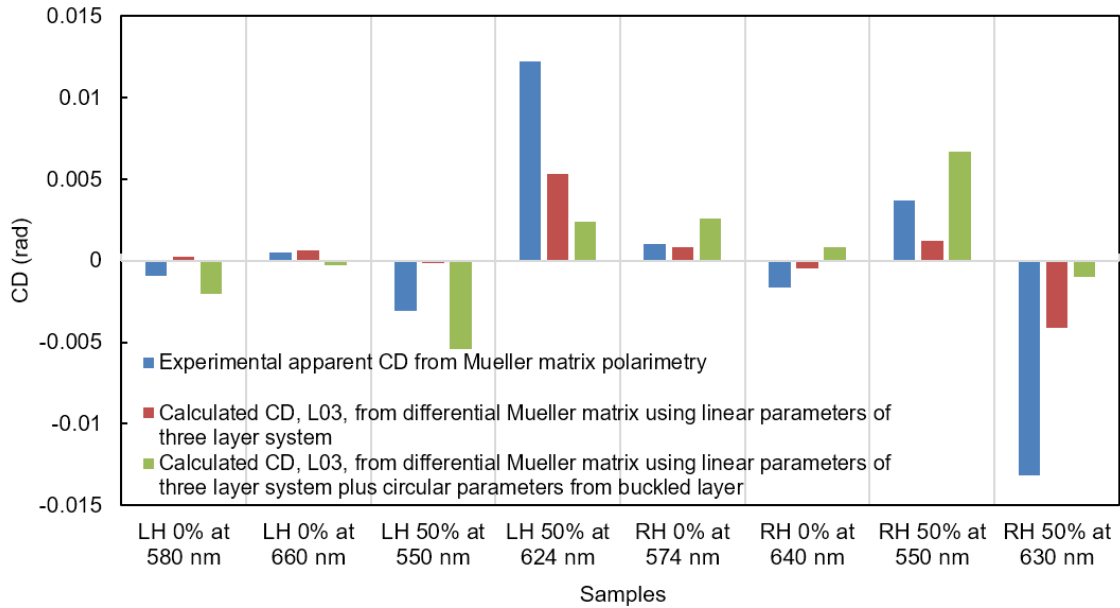 0.015
0.01
0.005
0
-0.005
-0.01
-0.015
CD (rad)
Experimental apparent CD from Mueller matrix polarimetry
Calculated CD, L03, from differential Mueller matrix using linear parameters of
three layer system
Calculated CD, L03, from differential Mueller matrix using linear parameters of
three layer system plus circular parameters from buckled layer
LH 0% at
580 nm
LH 0% at
660 nm
LH 50% at
550 nm
LH 50% at
624 nm
RH 0% at
574 nm
RH 0% at
640 nm
RH 50% at
550 nm
RH 50% at
630 nm
Samples